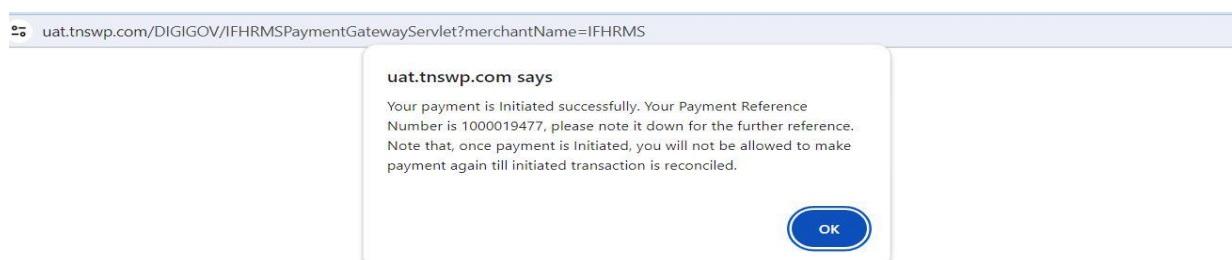 uat.tnswp.com/DIGIGOV/IFHRMSPaymentGatewayServlet?merchantName=IFHRMS
uat.tnswp.com says
Your payment is Initiated successfully. Your Payment Reference
Number is 1000019477, please note it down for the further reference.
Note that, once payment is Initiated, you will not be allowed to make
payment again till initiated transaction is reconciled.
OK